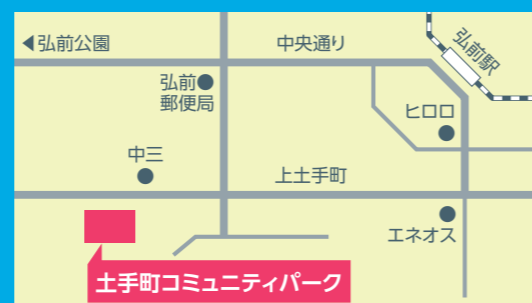 ◀弘前公園
中央通り
弘前駅
弘前
郵便局
ヒロロ
中三
上土手町
エネオス
土手町コミュニティパーク